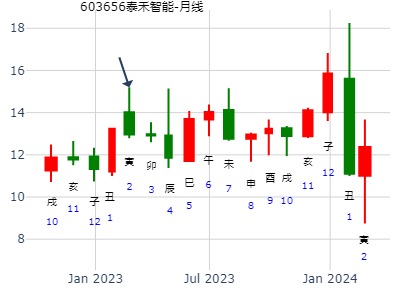 603656泰禾智能-月线
18
16
14
12
10
8
戌
10
亥
11
子
12
丑
1
寅
2
卯
3
辰
4
巳
5
午
6
未
7
申
8
酉
9
戌
10
亥
11
子
12
丑
1
寅
2
Jan 2023
Jul 2023
Jan 2024